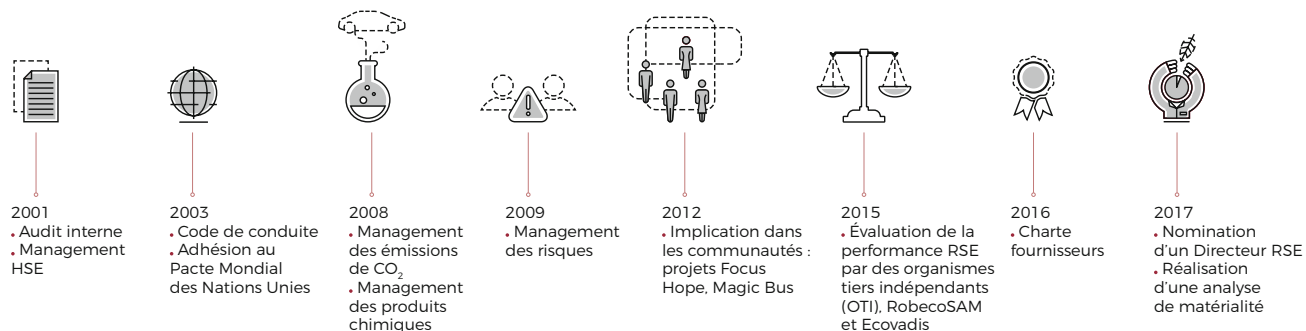 2001
• Audit interne
• Management
HSE
2003
• Code de conduite
• Adhésion au
Pacte Mondial
des Nations Unies
2008
• Management
des émissions
de CO₂
• Management
des produits
chimiques
2009
• Management
des risques
2012
• Implication dans
les communautés :
projets Focus
Hope, Magic Bus
2015
• Évaluation de la
performance RSE
par des organismes
tiers indépendants
(OTI), RobecoSAM
et Ecovadis
2016
• Charte
fournisseurs
2017
• Nomination
d’un Directeur RSE
• Réalisation
d’une analyse
de matérialité